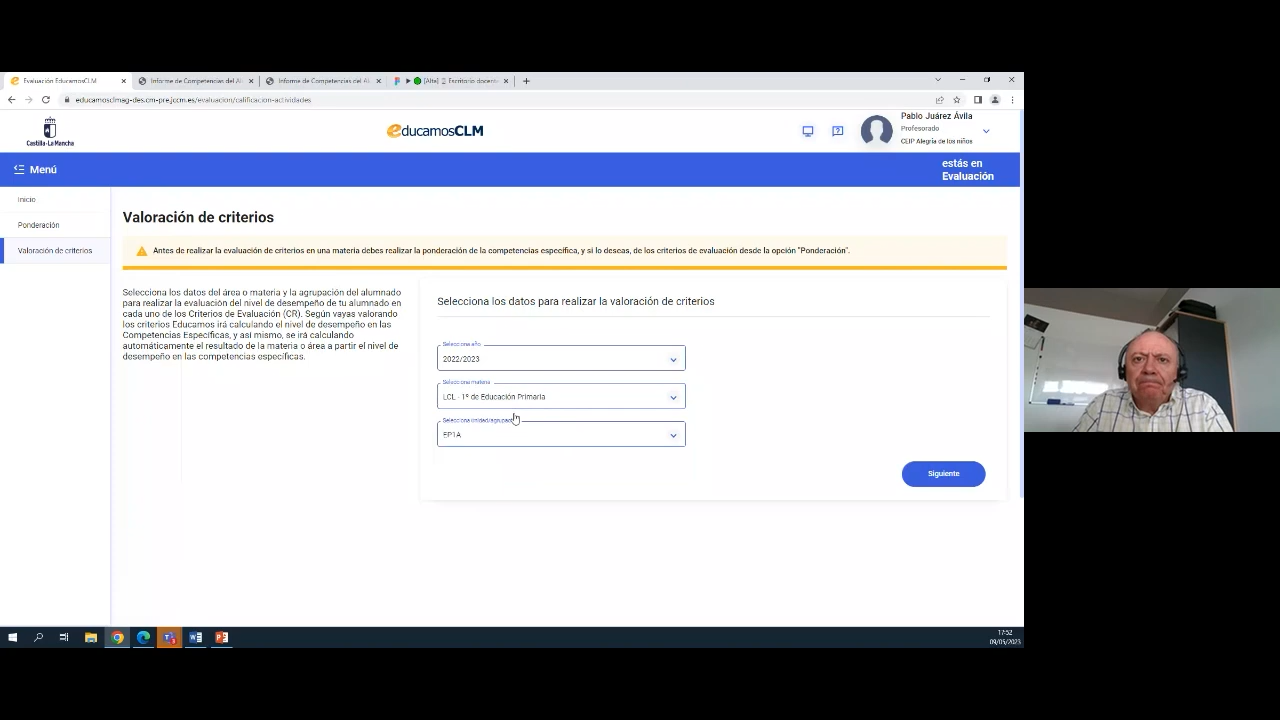 Evaluación EducamosCLM
Informe de Competencias del Al
Informe de Competencias del Al
[Alta]
Escritorio docent
educamosclmag-des.cm-pre.jccm.es/evaluacion/calificacion-actividades
Castilla-La Mancha
educamosCLM
Pablo Juárez Ávila
Profesorado
CEIP Alegría de los niños
Menú
estás en
Evaluación
Inicio
Ponderación
Valoración de criterios
Valoración de criterios
Antes de realizar la evaluación de criterios en una materia debes realizar la ponderación de la competencias específica, y si lo deseas, de los criterios de evaluación desde la opción "Ponderación".
Selecciona los datos del área o materia y la agrupación del alumnado
para realizar la evaluación del nivel de desempeño de tu alumnado en
cada uno de los Criterios de Evaluación (CR). Según vayas valorando
los criterios Educamos irá calculando el nivel de desempeño en las
Competencias Específicas, y así mismo, se irá calculando
automáticamente el resultado de la materia o área a partir el nivel de
desempeño en las competencias específicas.
Selecciona los datos para realizar la valoración de criterios
Selecciona año
2022/2023
Selecciona materia
LCL - 1º de Educación Primaria
Selecciona unidad/agrupac
EP1A
Siguiente
17:52
09/05/2023